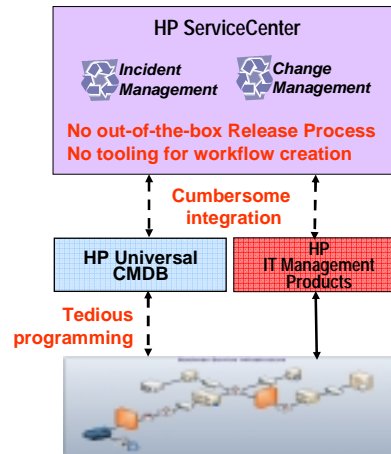 HP ServiceCenter
Incident
Management
Change
Management
No out-of-the-box Release Process
No tooling for workflow creation
Cumbersome
integration
HP Universal
CMDB
HP
IT Management
Products
Tedious
programming